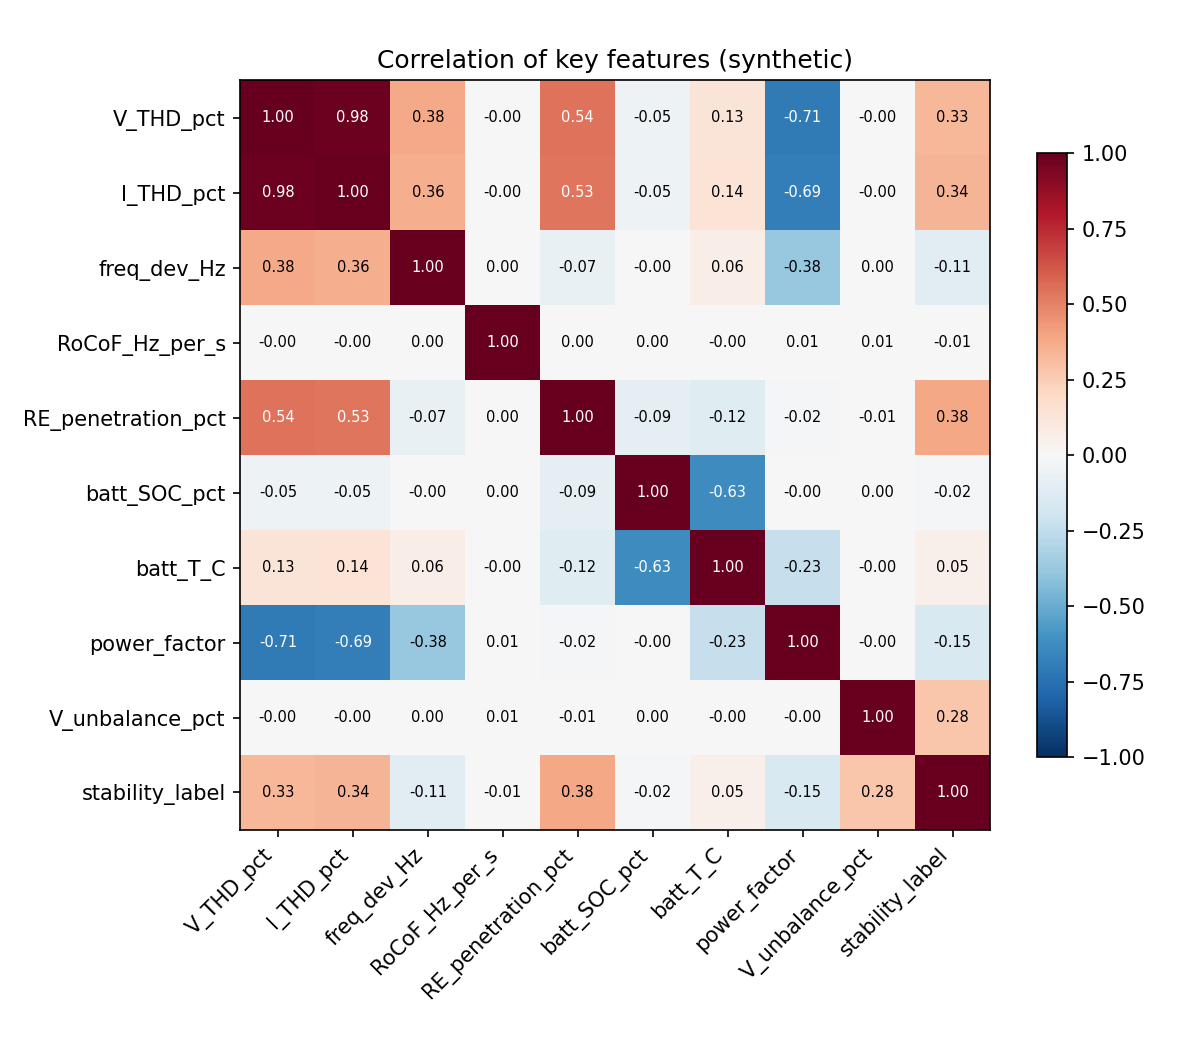 Correlation of key features (synthetic)
V_THD_pct 1.00 0.98 0.38 -0.00 0.54 -0.05 0.13 -0.71 -0.00 0.33
I_THD_pct 0.98 1.00 0.36 -0.00 0.53 -0.05 0.14 -0.69 -0.00 0.34
freq_dev_Hz 0.38 0.36 1.00 0.00 -0.07 -0.00 0.06 -0.38 0.00 -0.11
RoCoF_Hz_per_s -0.00 -0.00 0.00 1.00 0.00 0.00 -0.00 0.01 0.01 -0.01
RE_penetration_pct 0.54 0.53 -0.07 0.00 1.00 -0.09 -0.12 -0.02 -0.01 0.38
batt_SOC_pct -0.05 -0.05 -0.00 0.00 -0.09 1.00 -0.63 -0.00 0.00 -0.02
batt_T_C 0.13 0.14 0.06 -0.00 -0.12 -0.63 1.00 -0.23 -0.00 0.05
power_factor -0.71 -0.69 -0.38 0.01 -0.02 -0.00 -0.23 1.00 -0.00 -0.15
V_unbalance_pct -0.00 -0.00 0.00 0.01 -0.01 0.00 -0.00 -0.00 1.00 0.28
stability_label 0.33 0.34 -0.11 -0.01 0.38 -0.02 0.05 -0.15 0.28 1.00
V_THD_pct
I_THD_pct
freq_dev_Hz
RoCoF_Hz_per_s
RE_penetration_pct
batt_SOC_pct
batt_T_C
power_factor
V_unbalance_pct
stability_label
1.00
0.75
0.50
0.25
0.00
−0.25
−0.50
−0.75
−1.00